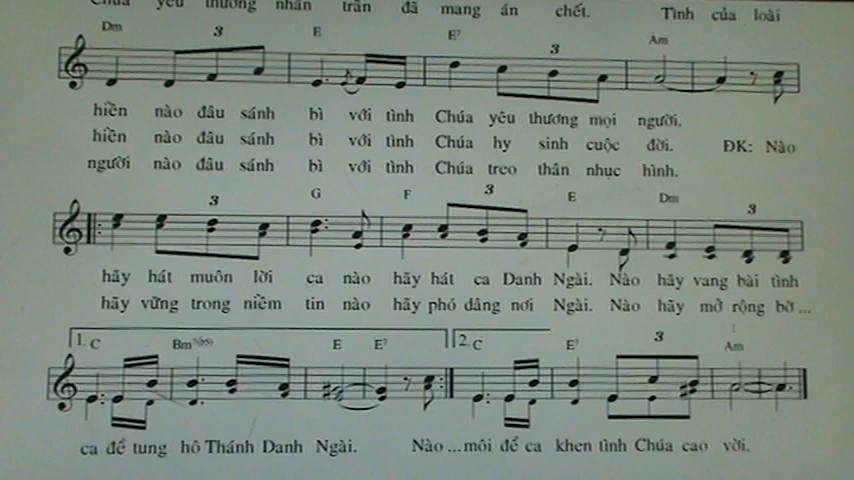 Chúa yêu thương nhân trần đã mang án chết. Tình của loài
Dm 3 E E7 3 Am
hiền nào đâu sánh bì với tình Chúa yêu thương mọi người.
hiền nào đâu sánh bì với tình Chúa hy sinh cuộc đời. ĐK: Nào
người nào đâu sánh bì với tình Chúa treo thân nhục hình.
3 G F 3 E Dm 3
hãy hát muôn lời ca nào hãy hát ca Danh Ngài. Nào hãy vang bài tình
hãy vững trong niềm tin nào hãy phó dâng nơi Ngài. Nào hãy mở rộng bờ...
1. C Bm7(b5) E E7 2. C E7 3 Am
ca để tung hô Thánh Danh Ngài. Nào ...môi để ca khen tình Chúa cao vời.